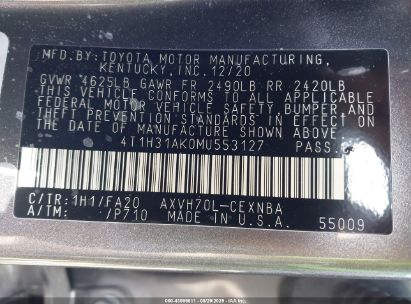 MFD.BY:TOYOTA MOTOR MANUFACTURING,
KENTUCKY,INC.12/20
GVWR 4625LB GAWR FR 2490LB RR 2420LB
THIS VEHICLE CONFORMS TO ALL APPLICABLE
FEDERAL MOTOR VEHICLE SAFETY, BUMPER AND
THEFT PREVENTION STANDARDS IN EFFECT ON
THE DATE OF MANUFACTURE SHOWN ABOVE.
4T1H31AK0MU553127 PASS.CAR
C/TR:1H1/FA20 AXVH70L-CEXNBA
A/TM: /P710 MADE IN U.S.A. 55009